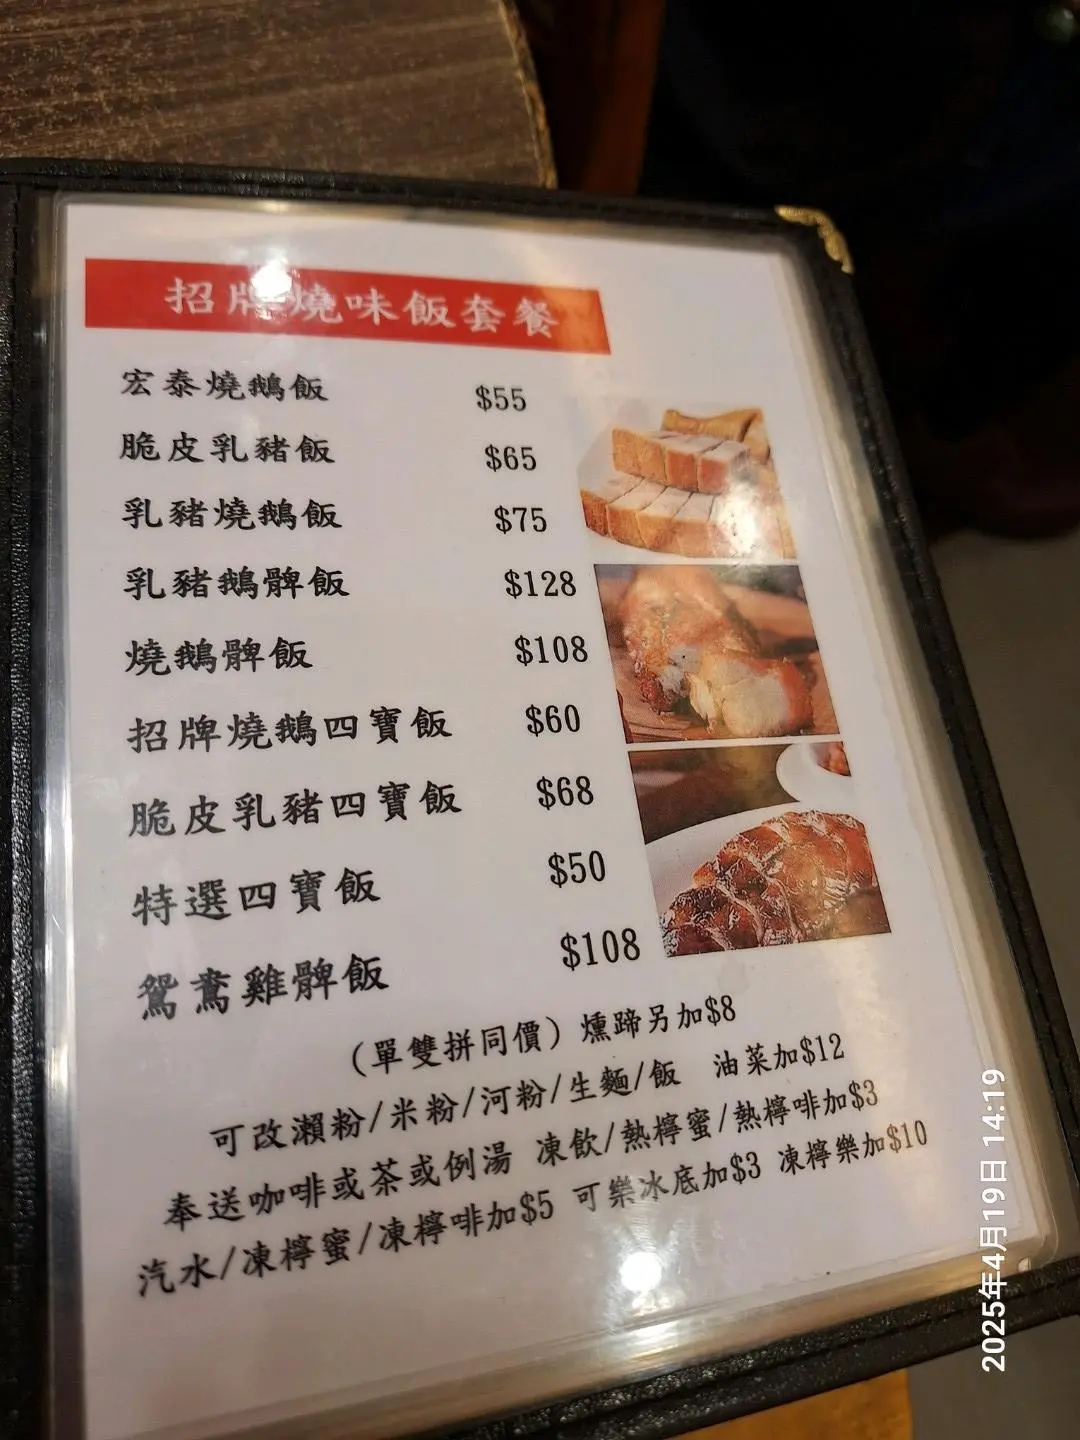 招牌燒味飯套餐
宏泰燒鵝飯 $55
脆皮乳豬飯 $65
乳豬燒鵝飯 $75
乳豬鵝髀飯 $128
燒鵝髀飯 $108
招牌燒鵝四寶飯 $60
脆皮乳豬四寶飯 $68
特選四寶飯 $50
鴛鴦雞髀飯 $108
(單雙拼同價) 燻蹄另加$8
可改瀨粉/米粉/河粉/生麵/飯 油菜加$12
奉送咖啡或茶或例湯 凍飲/熱檸蜜/熱檸啡加$3
汽水/凍檸蜜/凍檸啡加$5 可樂冰底加$3 凍檸樂加$10
2025年4月19日 14:19